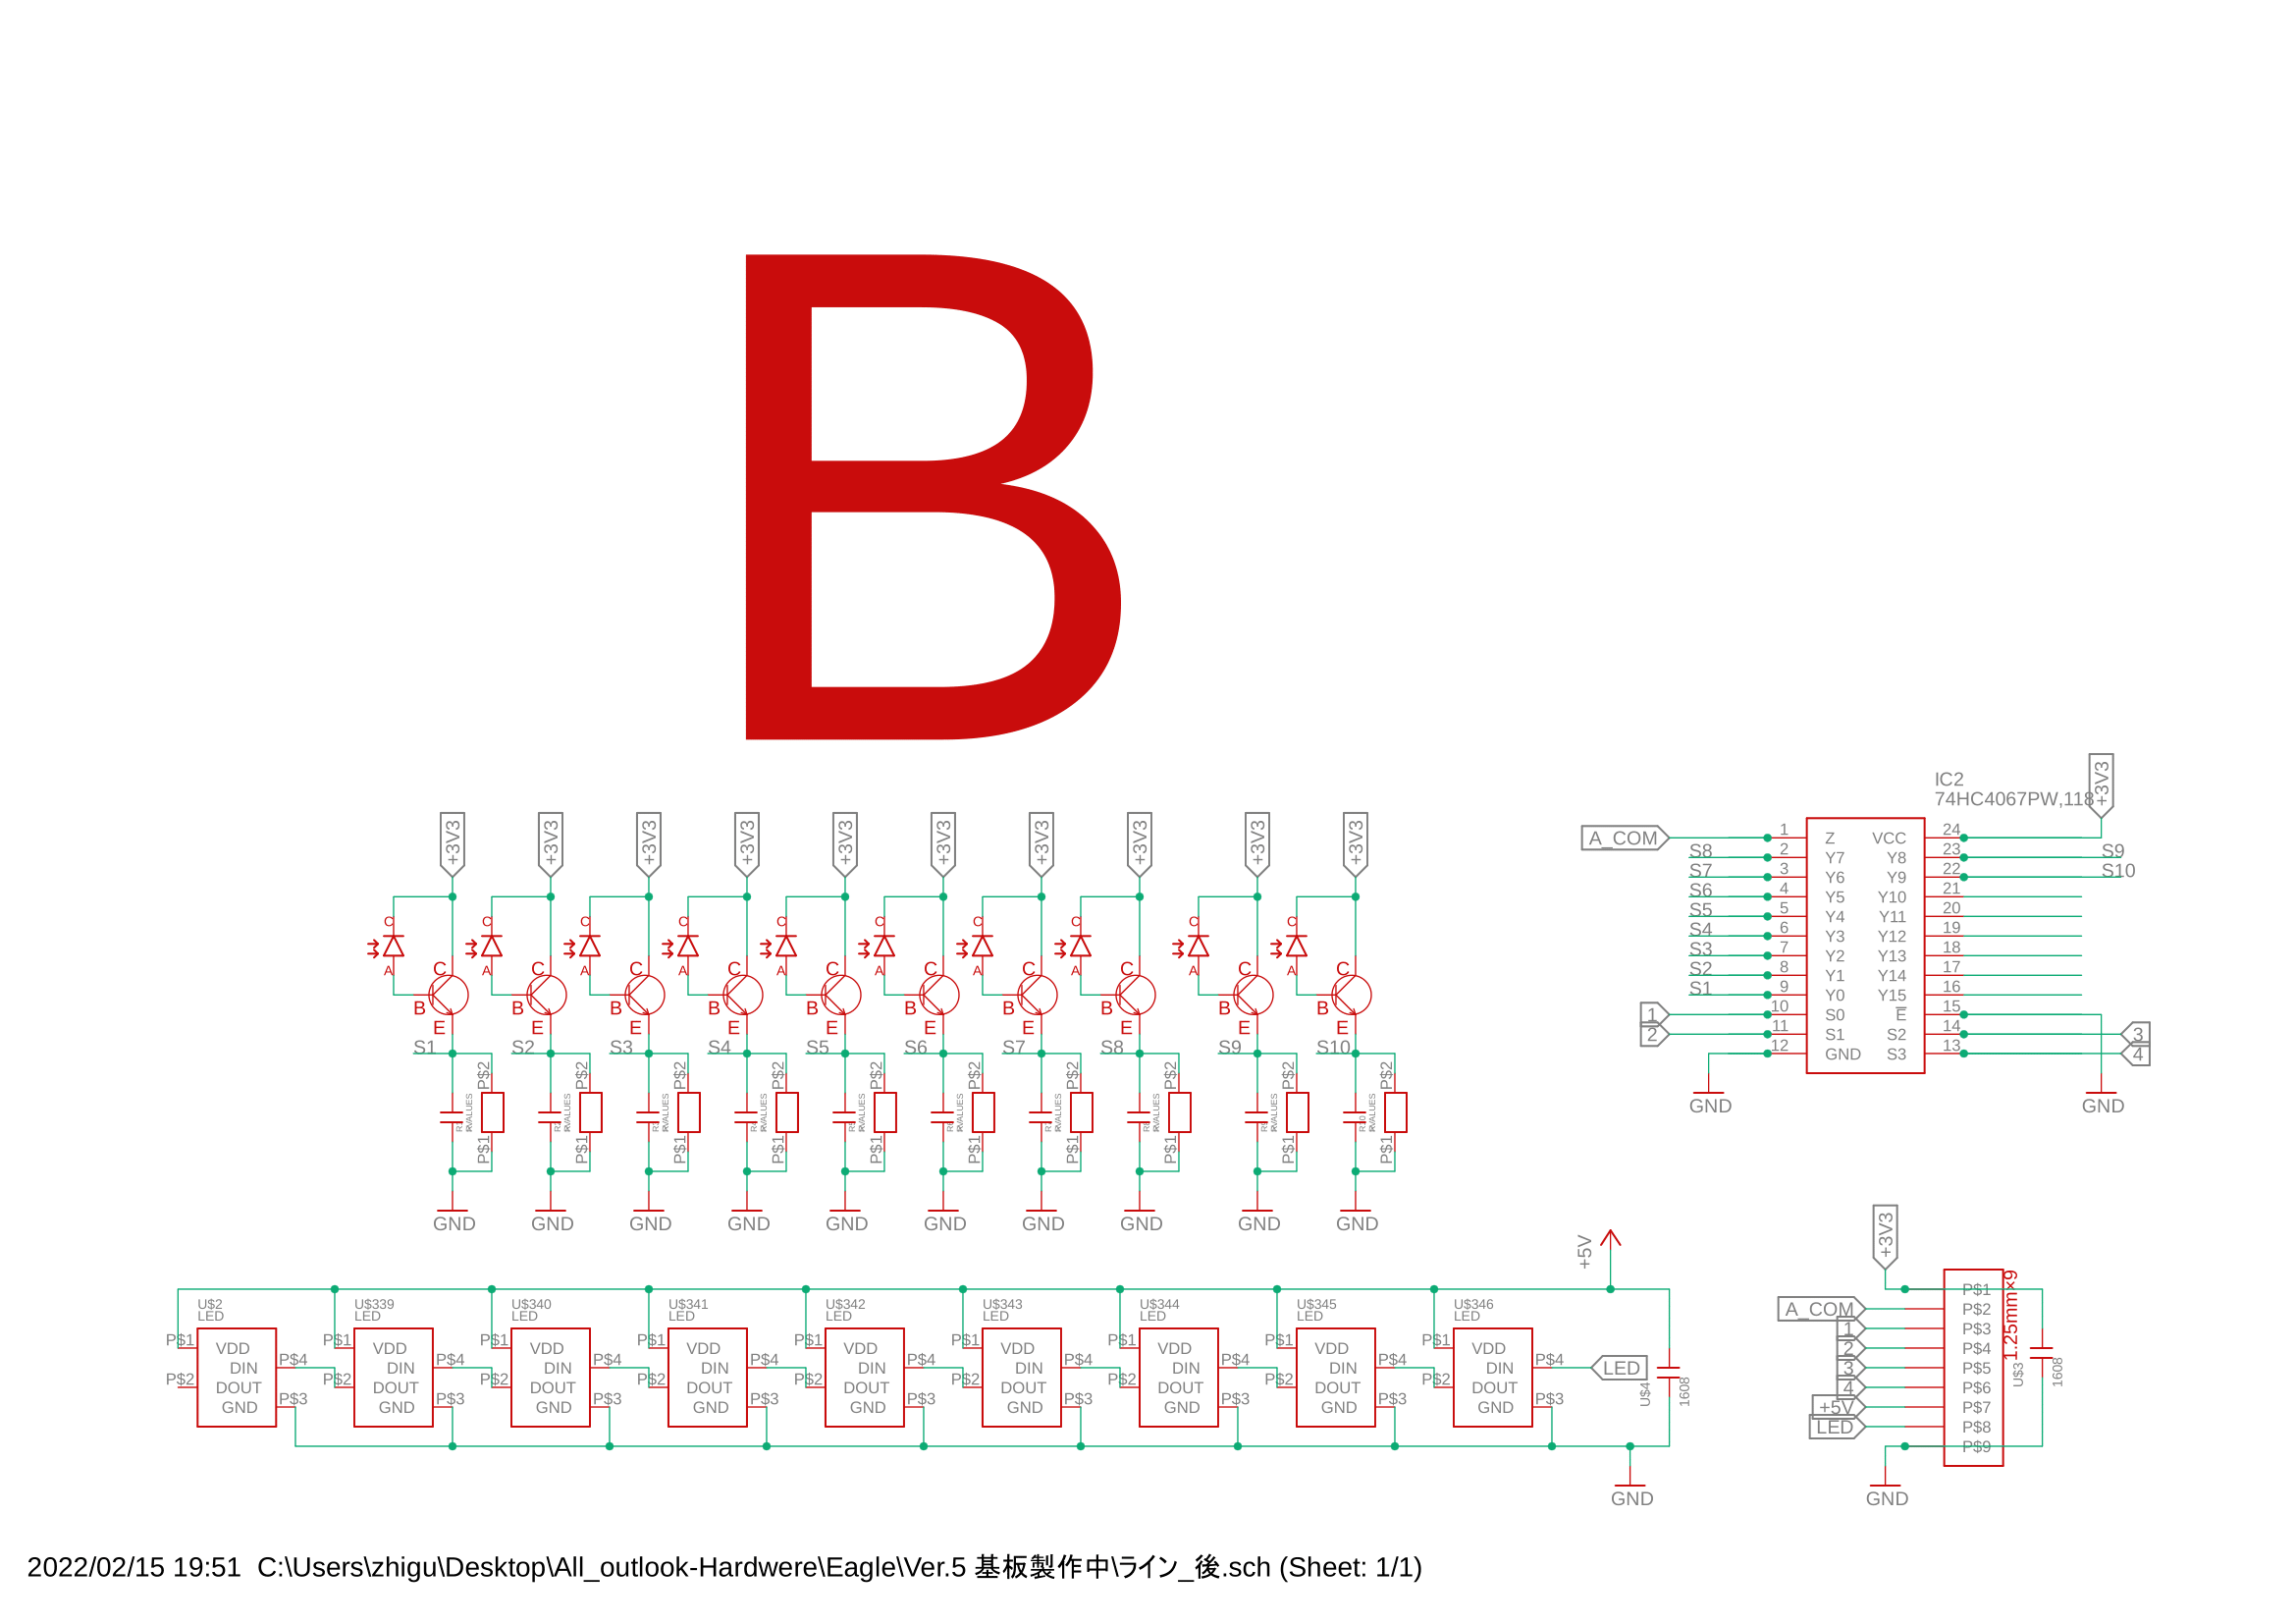 B
IC2
74HC4067PW,118
+3V3
+3V3 +3V3 +3V3 +3V3 +3V3 +3V3 +3V3 +3V3 +3V3 +3V3
A_COM
1 Z VCC 24
S8 2 Y7 Y8 23 S9
S7 3 Y6 Y9 22 S10
S6 4 Y5 Y10 21
S5 5 Y4 Y11 20
S4 6 Y3 Y12 19
S3 7 Y2 Y13 18
S2 8 Y1 Y14 17
S1 9 Y0 Y15 16
1 10 S0 E 15
2 11 S1 S2 14 3
12 GND S3 13 4
GND GND
C C C C C C C C C C
A C A C A C A C A C A C A C A C A C A C
B B B B B B B B B B
E E E E E E E E E E
S1 S2 S3 S4 S5 S6 S7 S8 S9 S10
P$2 P$2 P$2 P$2 P$2 P$2 P$2 P$2 P$2 P$2
P$1 P$1 P$1 P$1 P$1 P$1 P$1 P$1 P$1 P$1
GND GND GND GND GND GND GND GND GND GND
+5V
U$2 U$339 U$340 U$341 U$342 U$343 U$344 U$345 U$346
LED LED LED LED LED LED LED LED LED
P$1 VDD P$1 VDD P$1 VDD P$1 VDD P$1 VDD P$1 VDD P$1 VDD P$1 VDD P$1 VDD
DIN P$4 DIN P$4 DIN P$4 DIN P$4 DIN P$4 DIN P$4 DIN P$4 DIN P$4 DIN P$4 LED
P$2 DOUT P$2 DOUT P$2 DOUT P$2 DOUT P$2 DOUT P$2 DOUT P$2 DOUT P$2 DOUT P$2 DOUT
GND P$3 GND P$3 GND P$3 GND P$3 GND P$3 GND P$3 GND P$3 GND P$3 GND P$3
U$4
1608
GND
+3V3
P$1
A_COM P$2
1 P$3
2 P$4
3 P$5
4 P$6
+5V P$7
LED P$8
P$9
1.25mm×9
U$3
1608
GND
2022/02/15 19:51 C:\Users\zhigu\Desktop\All_outlook-Hardwere\Eagle\Ver.5 基板製作中\ライン_後.sch (Sheet: 1/1)